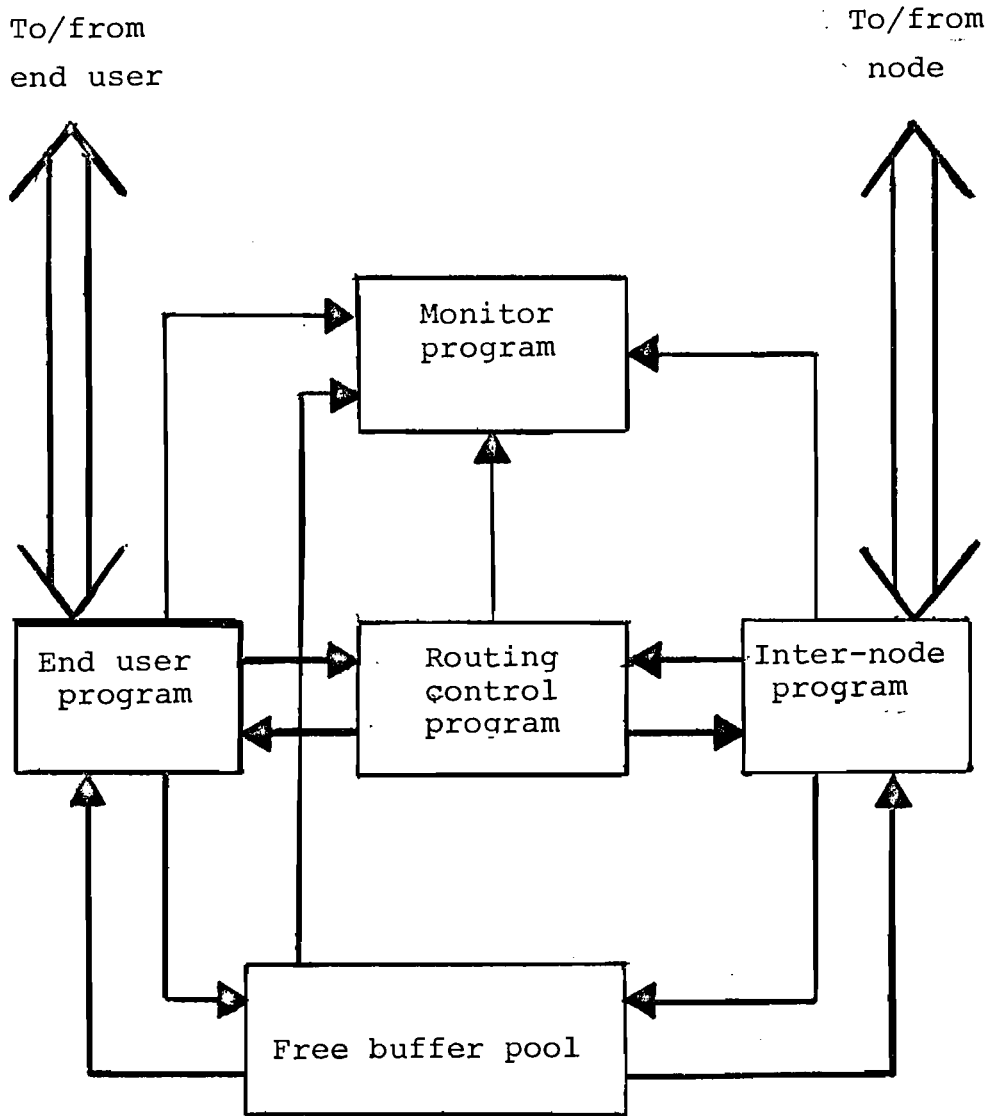 To/from
end user
To/from
node
Monitor
program
End user
program
Routing
control
program
Inter-node
program
Free buffer pool